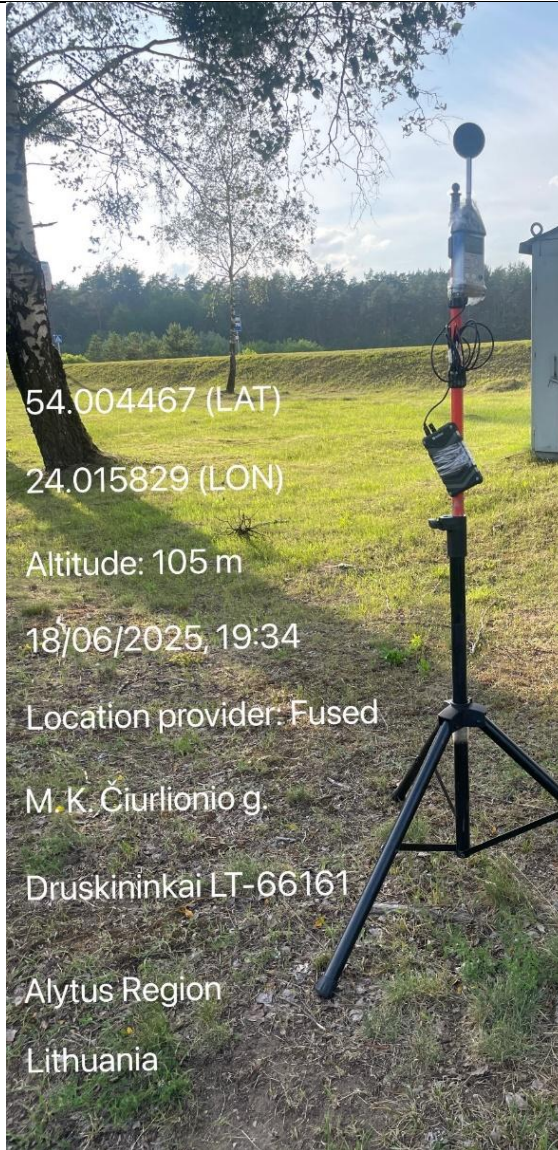 54.004467 (LAT)
24.015829 (LON)
Altitude: 105 m
18/06/2025, 19:34
Location provider: Fused
M. K. Čiurlionio g.
Druskininkai LT-66161
Alytus Region
Lithuania